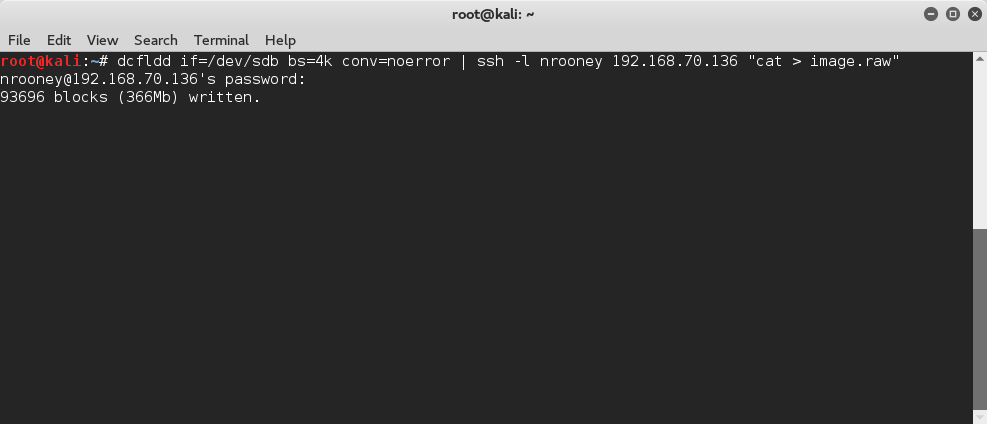 root@kali: ~
File Edit View Search Terminal Help
root@kali:~# dcfldd if=/dev/sdb bs=4k conv=noerror | ssh -l nrooney 192.168.70.136 "cat > image.raw"
nrooney@192.168.70.136's password:
93696 blocks (366Mb) written.